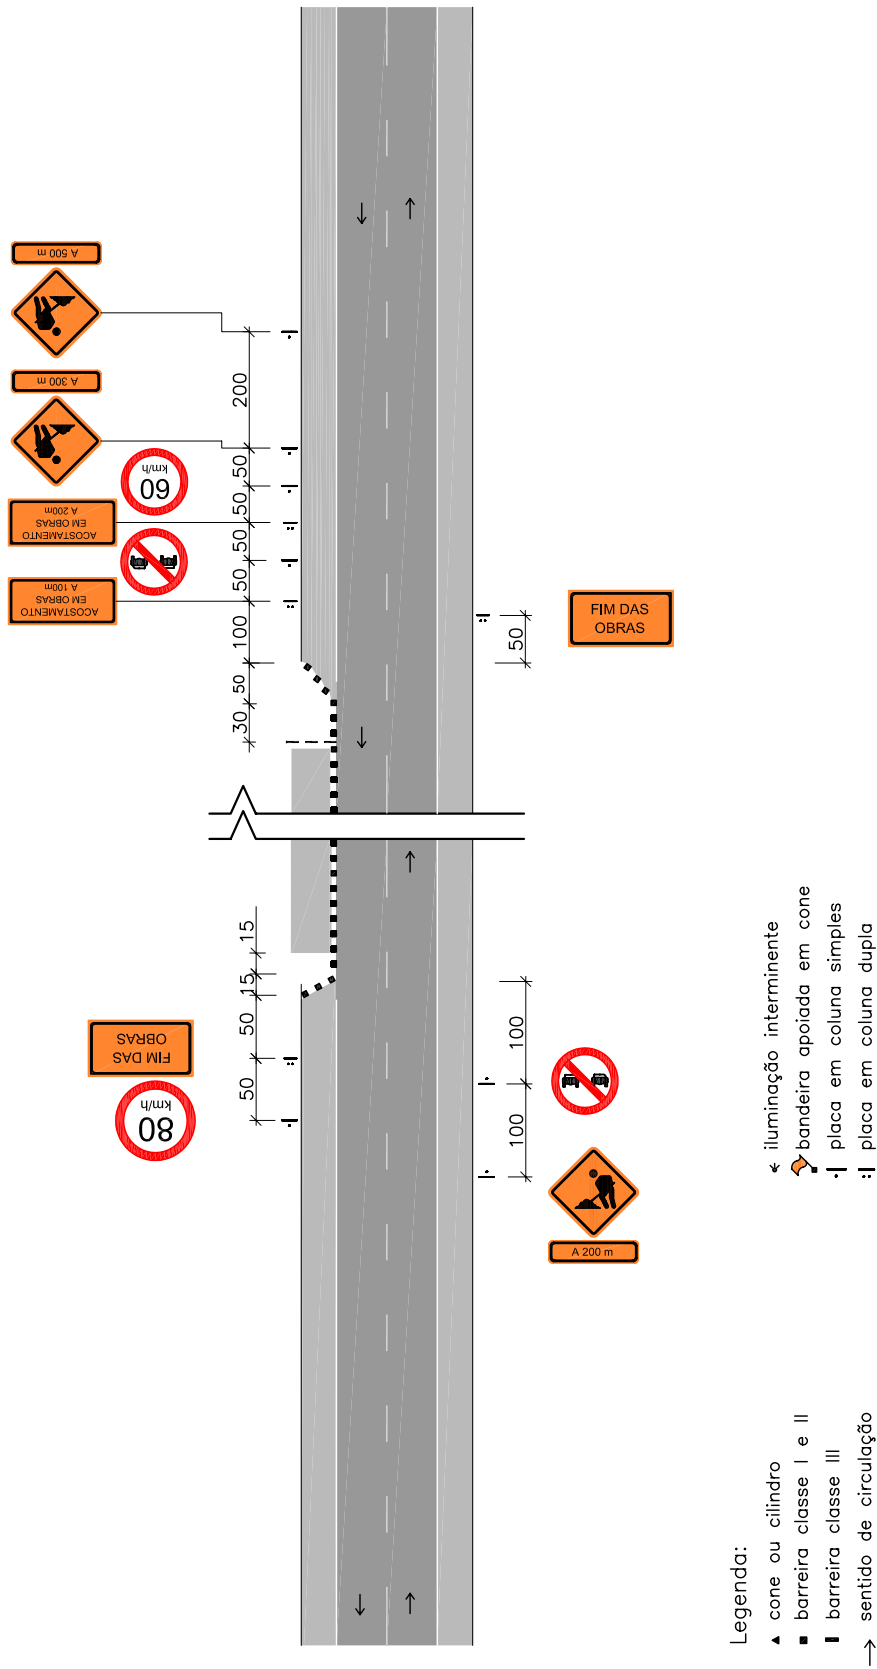 A 500 m
A 300 m
60
km/h
ACOSTAMENTO
EM OBRAS
A 200m
ACOSTAMENTO
EM OBRAS
A 100m
200
50
50
50
50
100
50
30
FIM DAS
OBRAS
50
15
15
50
50
FIM DAS
OBRAS
80
km/h
100
100
A 200 m
Legenda:
cone ou cilindro
barreira classe I e II
barreira classe III
sentido de circulação
iluminação interminente
bandeira apoiada em cone
placa em coluna simples
placa em coluna dupla